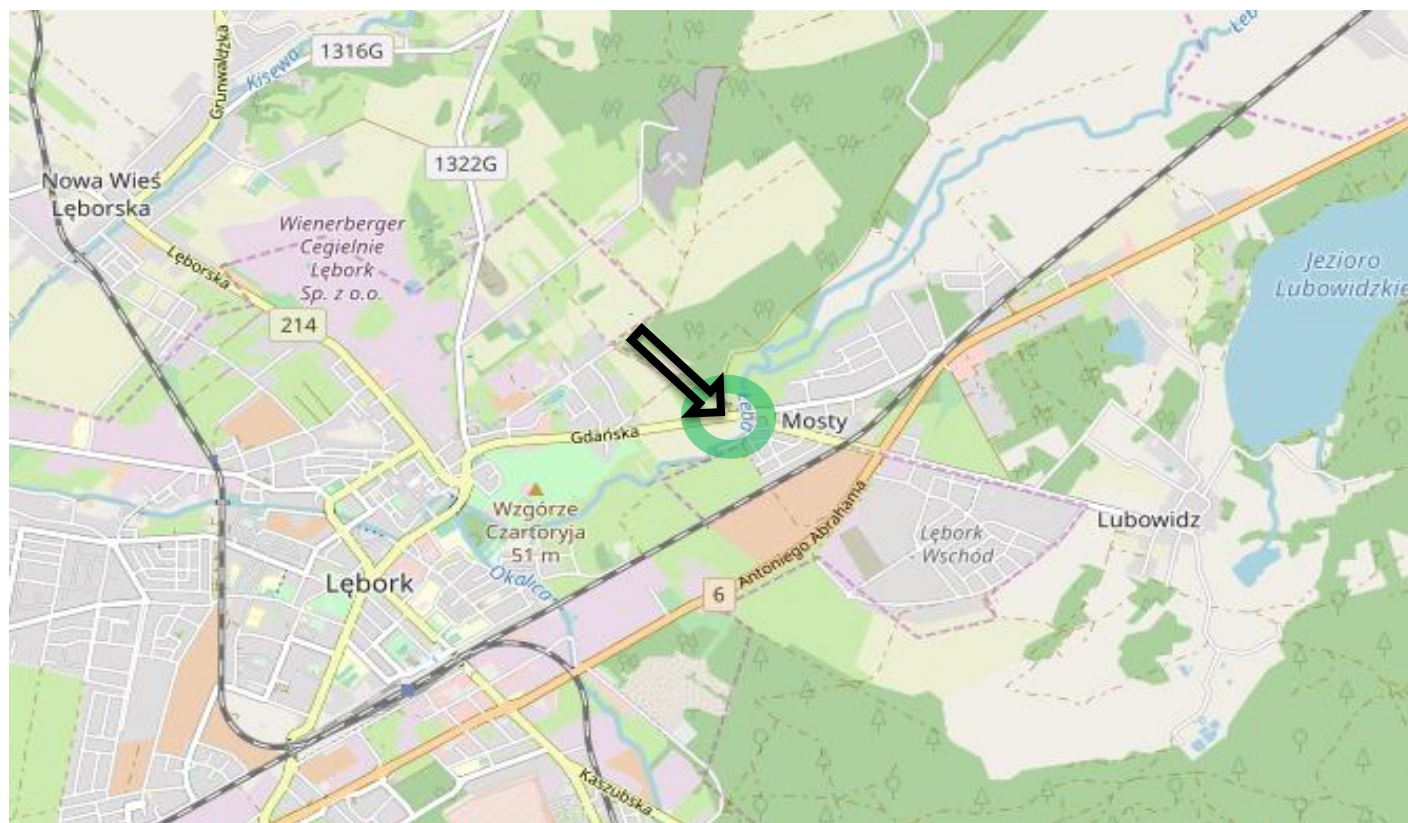 Grunwaldzka
Kisewa
1316G
Łeb
1322G
Nowa Wieś
Lęborska
Wienerberger
Cegielnie
Lębork
Sp. z o.o.
Lęborska
214
Jezioro
Lubowidzkie
Łeba
Gdańska
Mosty
Wzgórze
Czartoryja
51 m
Antoniego Abrahama
Lębork
- Wschód
Lubowidz
Lębork
Okalica
6
Kaszubska